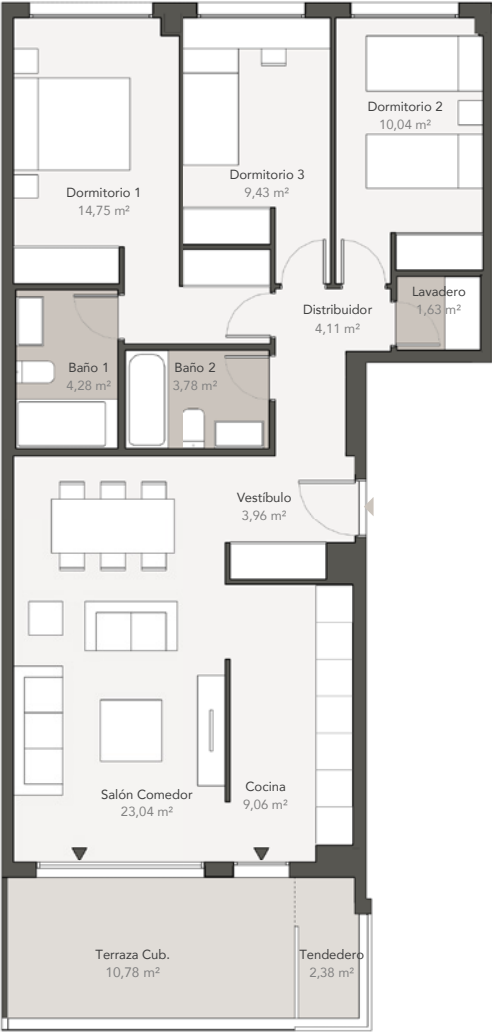 Dormitorio 2
10,04 m²
Dormitorio 3
9,43 m²
Dormitorio 1
14,75 m²
Lavadero
1,63 m²
Distribuidor
4,11 m²
Baño 1
4,28 m²
Baño 2
3,78 m²
Vestíbulo
3,96 m²
Cocina
9,06 m²
Salón Comedor
23,04 m²
Terraza Cub.
10,78 m²
Tendedero
2,38 m²